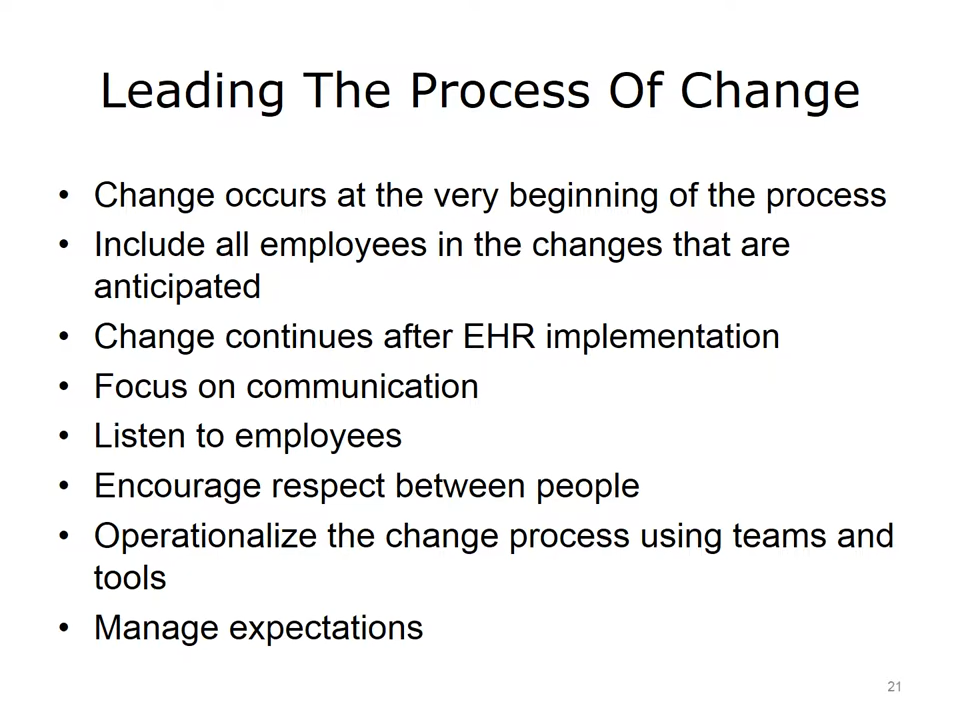 Leading The Process Of Change
• Change occurs at the very beginning of the process
• Include all employees in the changes that are
anticipated
• Change continues after EHR implementation
• Focus on communication
• Listen to employees
• Encourage respect between people
• Operationalize the change process using teams and
tools
• Manage expectations
21